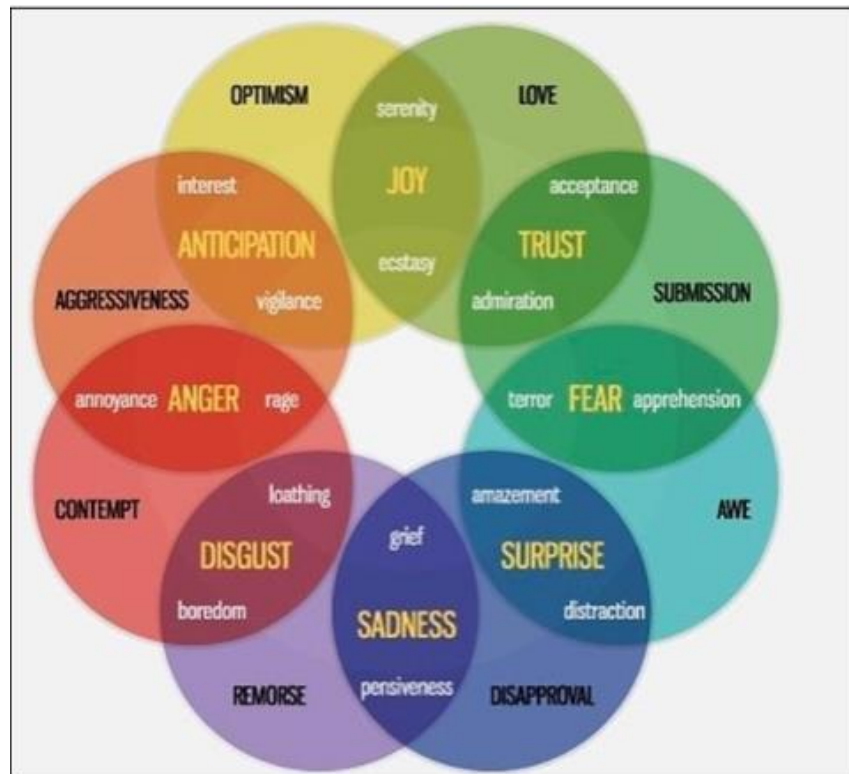 OPTIMISM
serenity
LOVE
interest
JOY
acceptance
ANTICIPATION
ecstasy
TRUST
AGGRESSIVENESS
vigilance
admiration
SUBMISSION
annoyance ANGER rage
terror FEAR apprehension
CONTEMPT
loathing
grief
amazement
AWE
DISGUST
SURPRISE
boredom
SADNESS
distraction
REMORSE
pensiveness
DISAPPROVAL